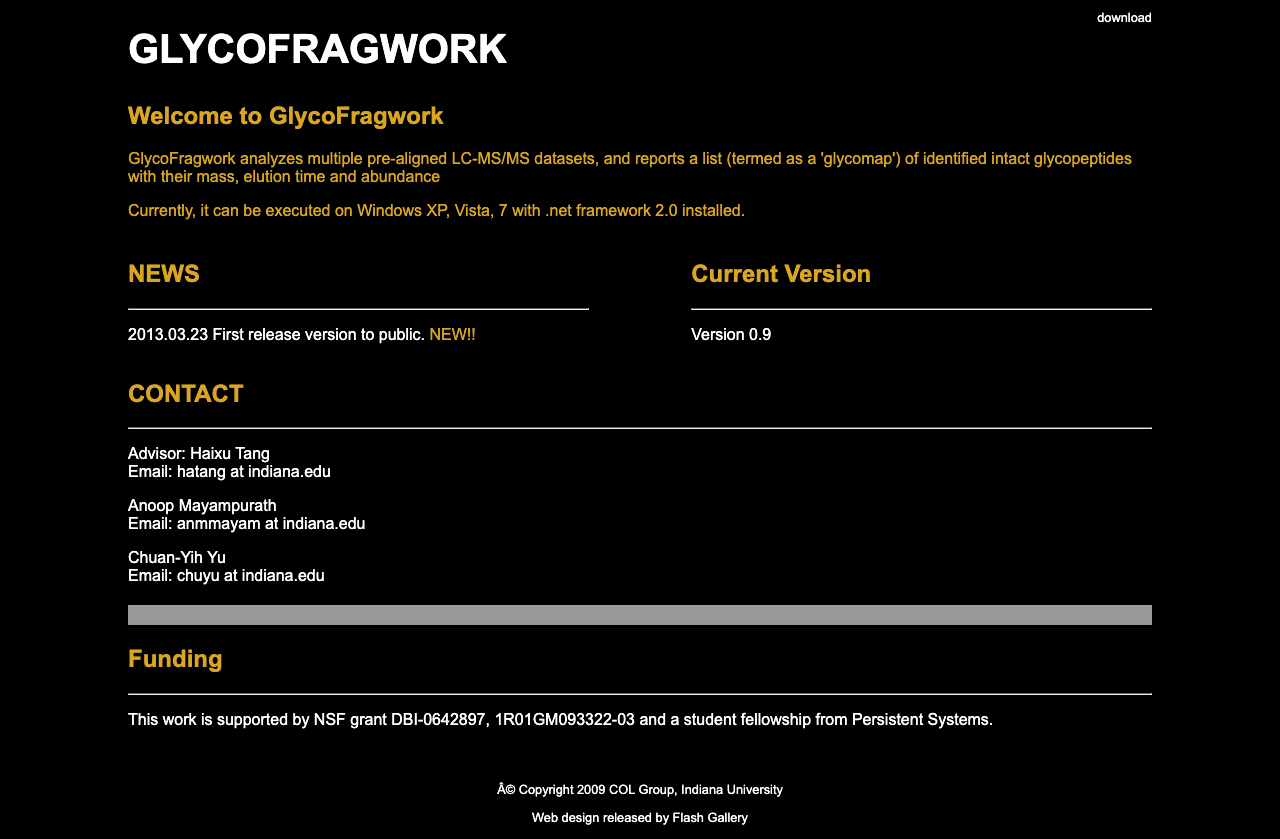 download
GLYCOFRAGWORK
Welcome to GlycoFragwork
GlycoFragwork analyzes multiple pre-aligned LC-MS/MS datasets, and reports a list (termed as a 'glycomap') of identified intact glycopeptides
with their mass, elution time and abundance
Currently, it can be executed on Windows XP, Vista, 7 with .net framework 2.0 installed.
NEWS
2013.03.23 First release version to public. NEW!!
Current Version
Version 0.9
CONTACT
Advisor: Haixu Tang
Email: hatang at indiana.edu
Anoop Mayampurath
Email: anmmayam at indiana.edu
Chuan-Yih Yu
Email: chuyu at indiana.edu
Funding
This work is supported by NSF grant DBI-0642897, 1R01GM093322-03 and a student fellowship from Persistent Systems.
Â© Copyright 2009 COL Group, Indiana University
Web design released by Flash Gallery